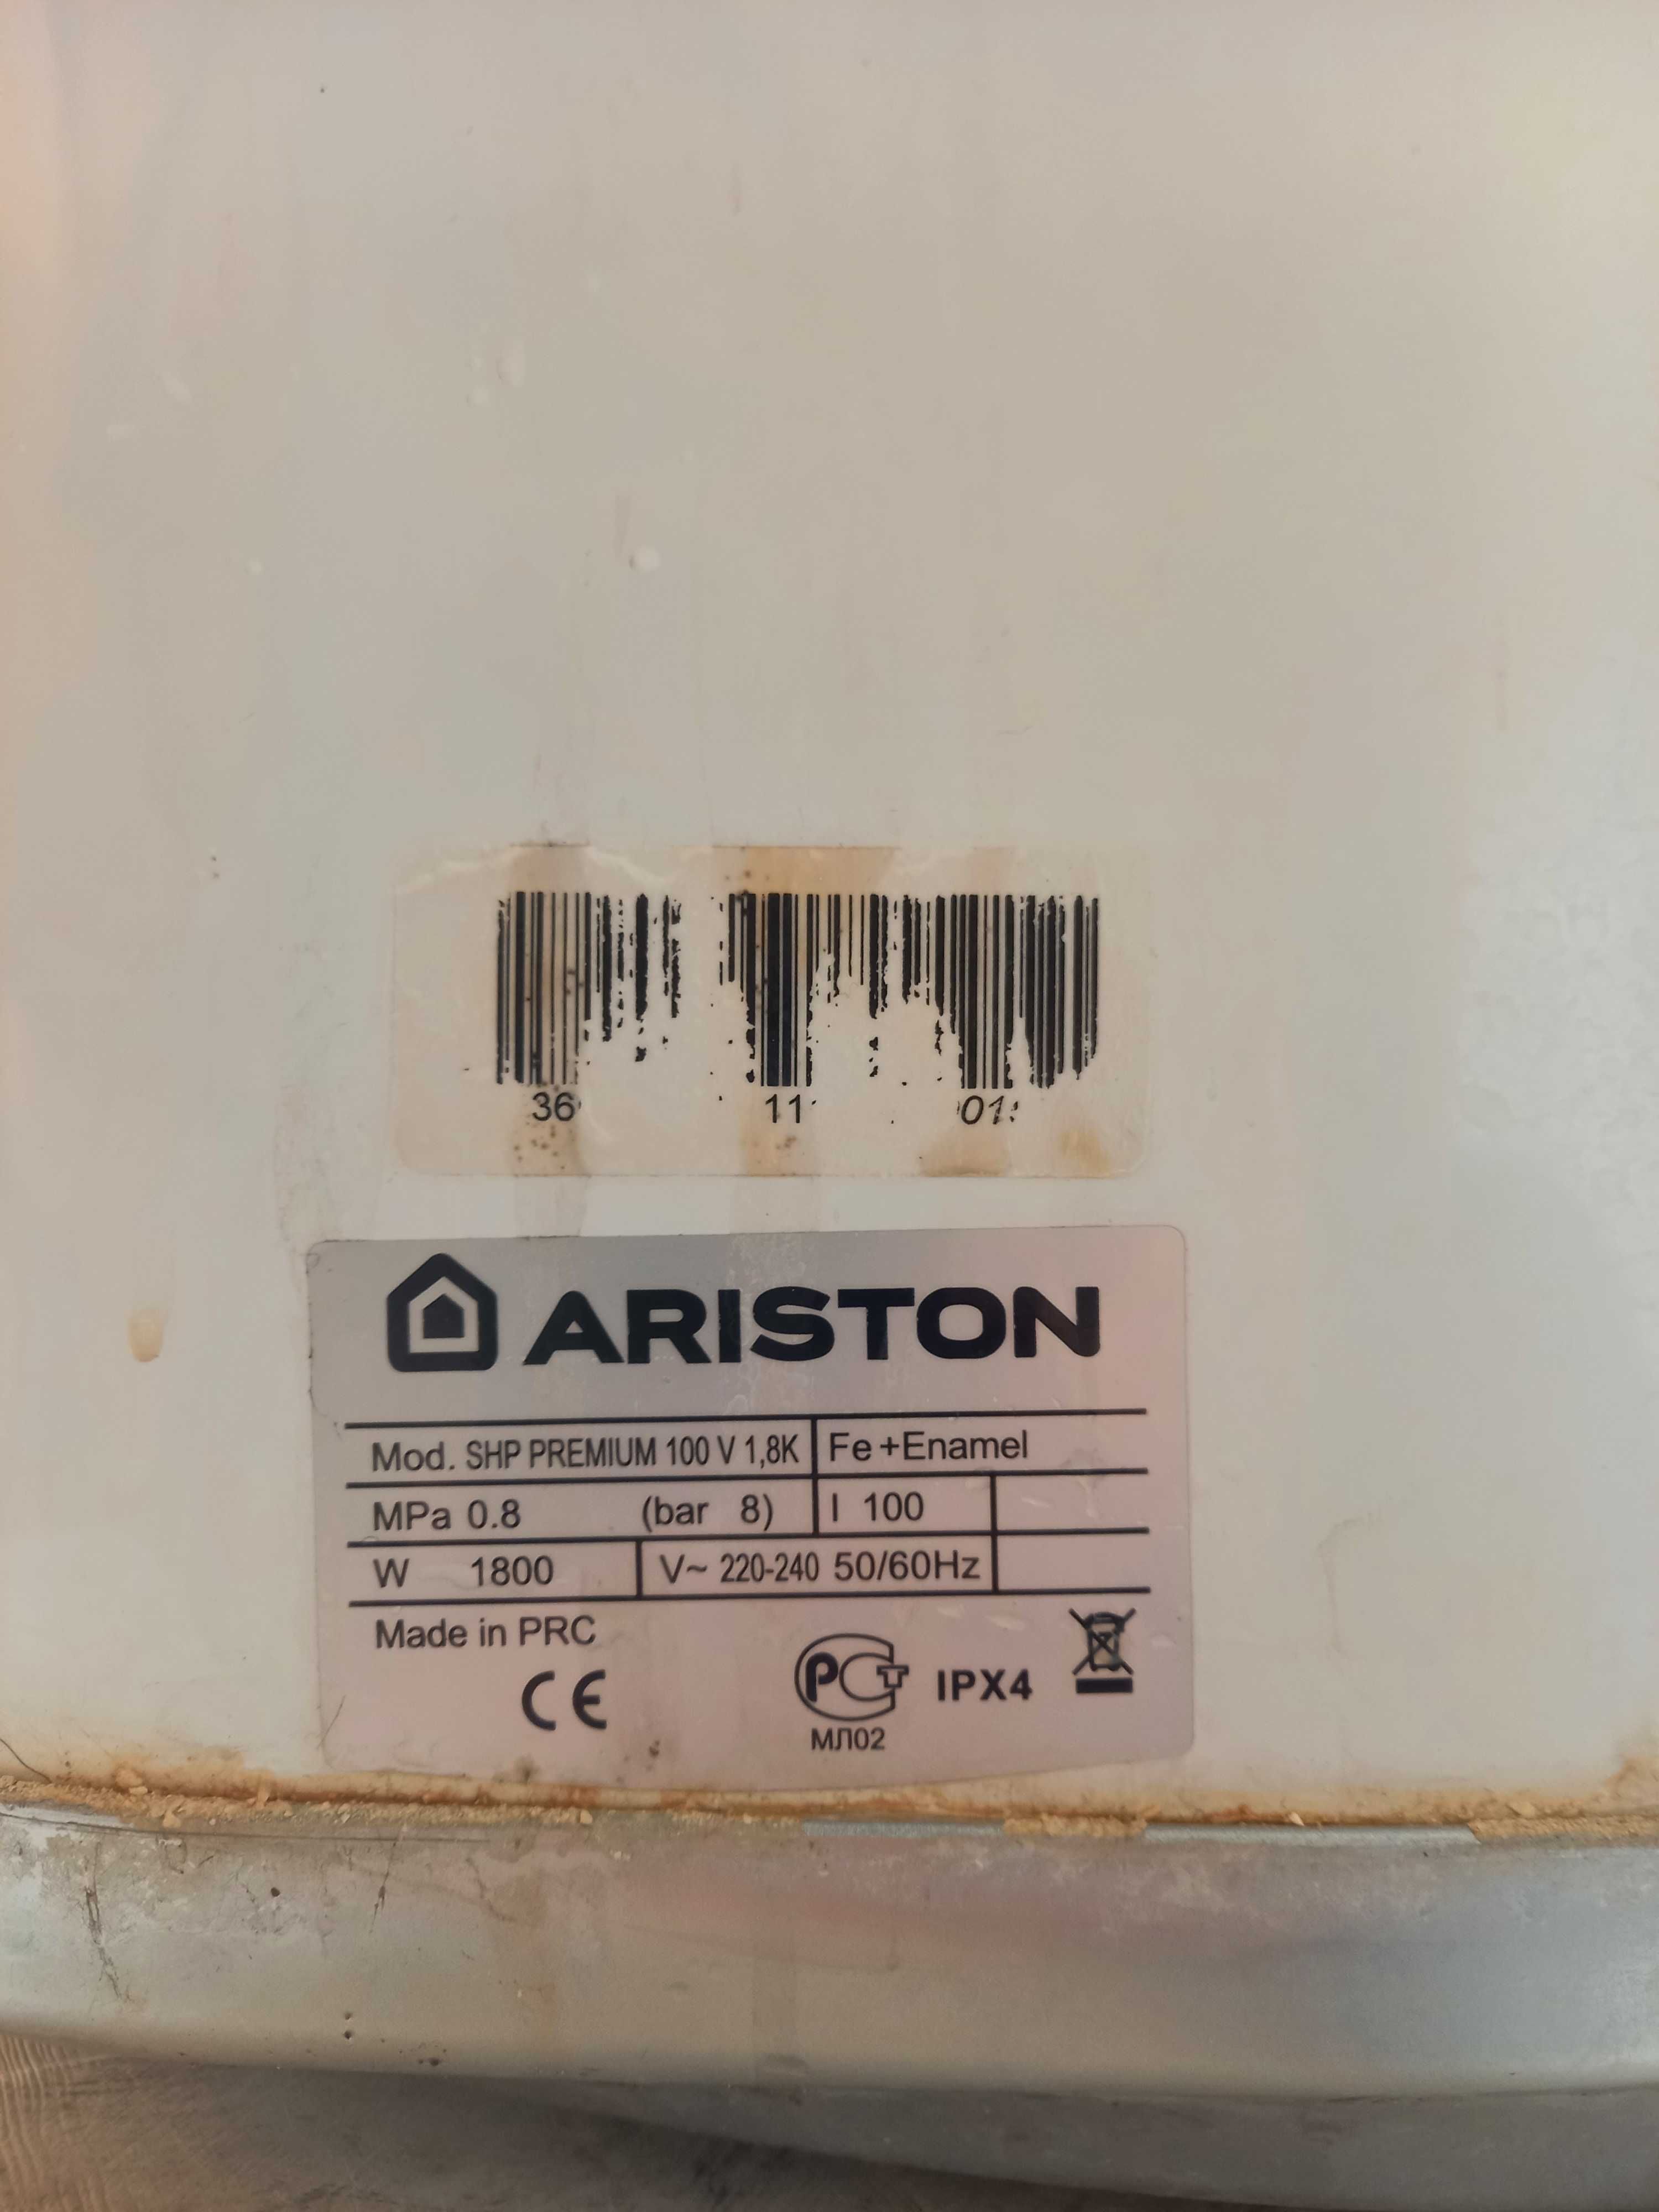 36 11 01
ARISTON
Mod. SHP PREMIUM 100 V 1,8K Fe+Enamel
MPa 0.8 (bar 8) l 100
W 1800 V~ 220-240 50/60Hz
Made in PRC
CE РСТ IPX4
МЛ02